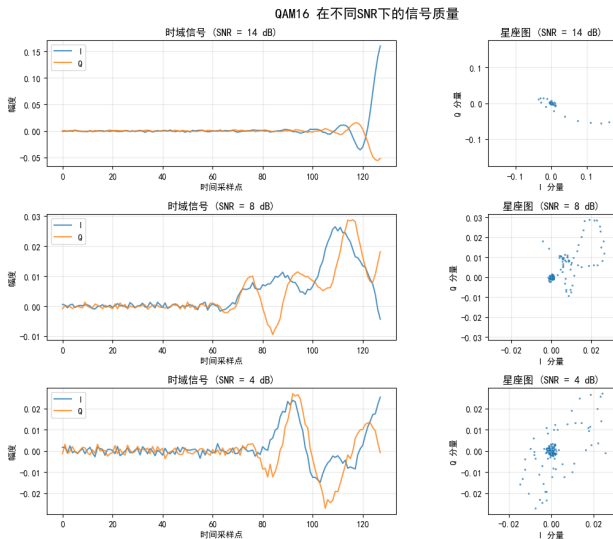 QAM16 在不同SNR下的信号质量
时域信号 (SNR = 14 dB)
I
Q
幅度
0.15
0.10
0.05
0.00
−0.05
0
20
40
60
80
100
120
时间采样点
星座图 (SNR = 14 dB)
Q 分量
0.1
0.0
−0.1
−0.1
0.0
0.1
I 分量
时域信号 (SNR = 8 dB)
I
Q
幅度
0.03
0.02
0.01
0.00
−0.01
0
20
40
60
80
100
120
时间采样点
星座图 (SNR = 8 dB)
Q 分量
0.03
0.02
0.01
0.00
−0.01
−0.02
−0.03
−0.02
0.00
0.02
I 分量
时域信号 (SNR = 4 dB)
I
Q
幅度
0.02
0.01
0.00
−0.01
−0.02
0
20
40
60
80
100
120
时间采样点
星座图 (SNR = 4 dB)
Q 分量
0.02
0.01
0.00
−0.01
−0.02
−0.02
0.00
0.02
I 分量